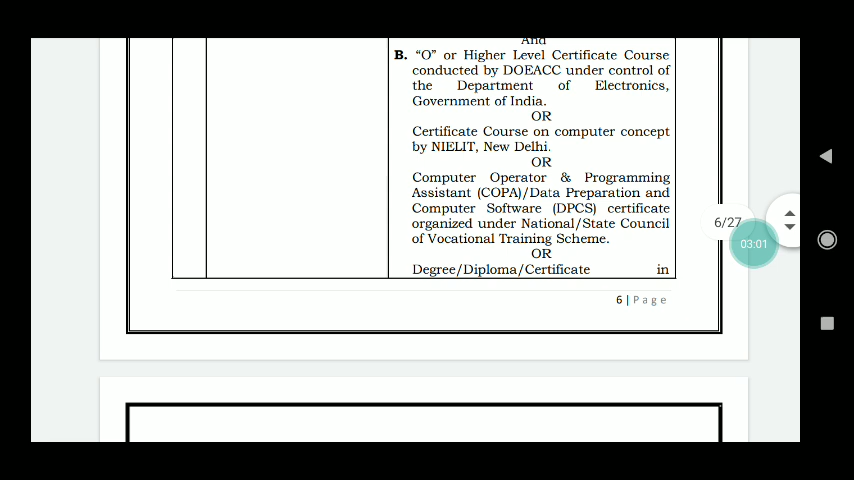 And
B. “O” or Higher Level Certificate Course
conducted by DOEACC under control of
the Department of Electronics,
Government of India.
OR
Certificate Course on computer concept
by NIELIT, New Delhi.
OR
Computer Operator & Programming
Assistant (COPA)/Data Preparation and
Computer Software (DPCS) certificate
organized under National/State Council
of Vocational Training Scheme.
OR
Degree/Diploma/Certificate in
6 | Page
6/27
03:01